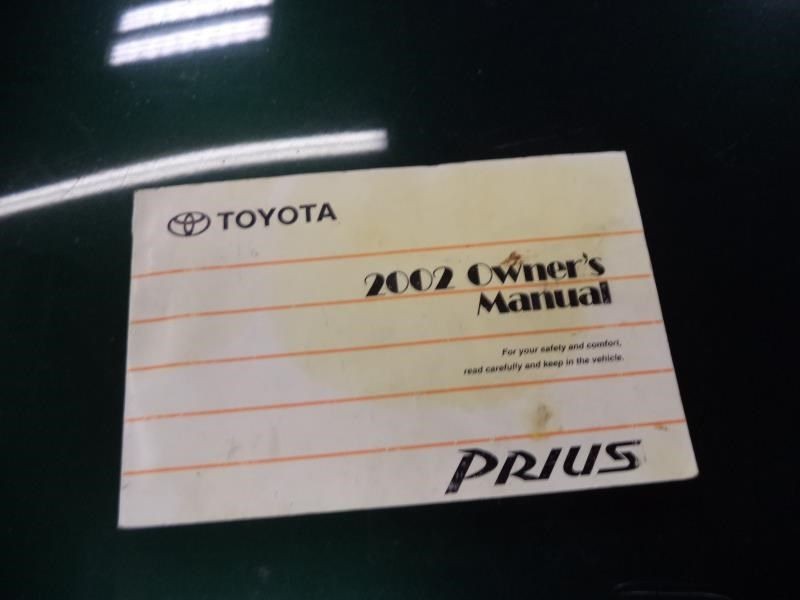 TOYOTA
2002 Owner's
Manual
For your safety and comfort,
read carefully and keep in the vehicle.
PRIUS